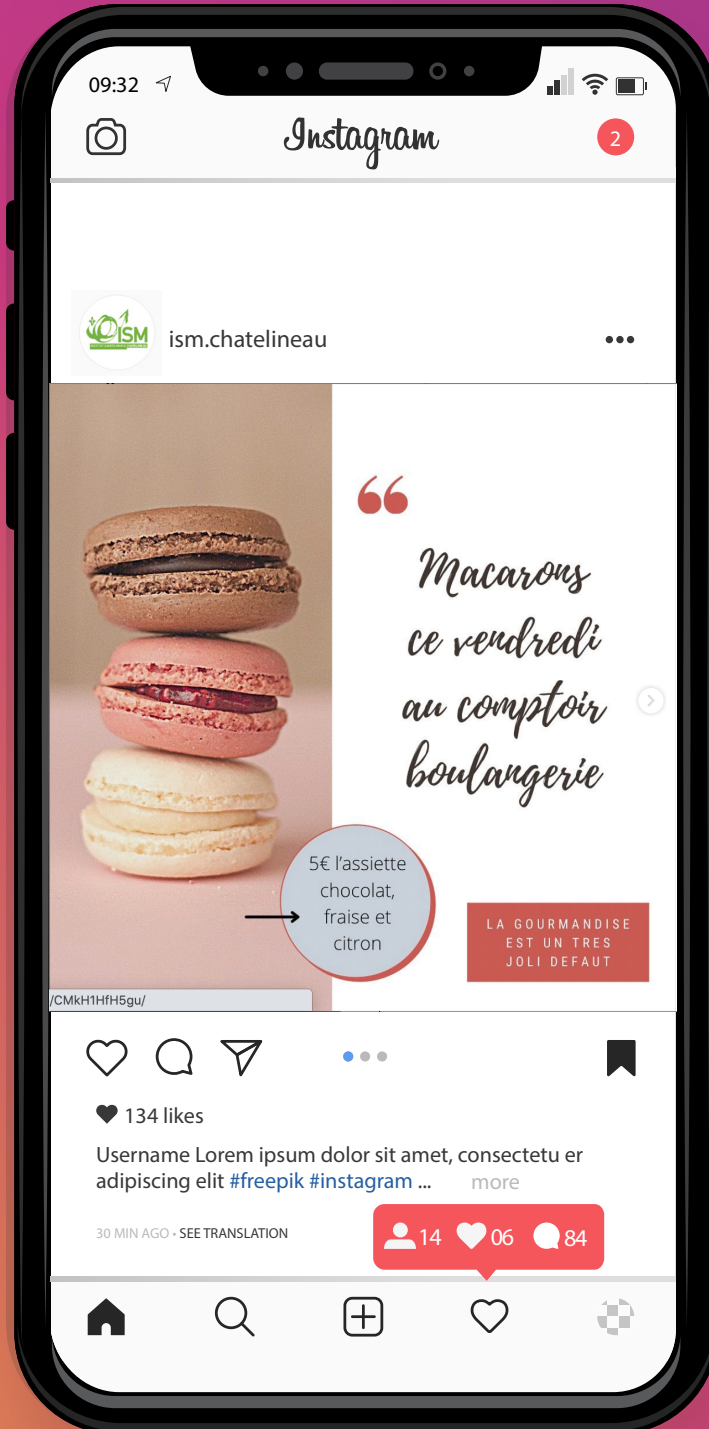 09:32
Instagram
2
ISM
ism.chatelineau
Macarons
ce vendredi
au comptoir
boulangerie
5€ l'assiette
chocolat,
fraise et
citron
LA GOURMANDISE
EST UN TRES
JOLI DEFAUT
/CMkH1HfH5gu/
134 likes
Username Lorem ipsum dolor sit amet, consectetu er
adipiscing elit #freepik #instagram ... more
30 MIN AGO • SEE TRANSLATION
14 06 84